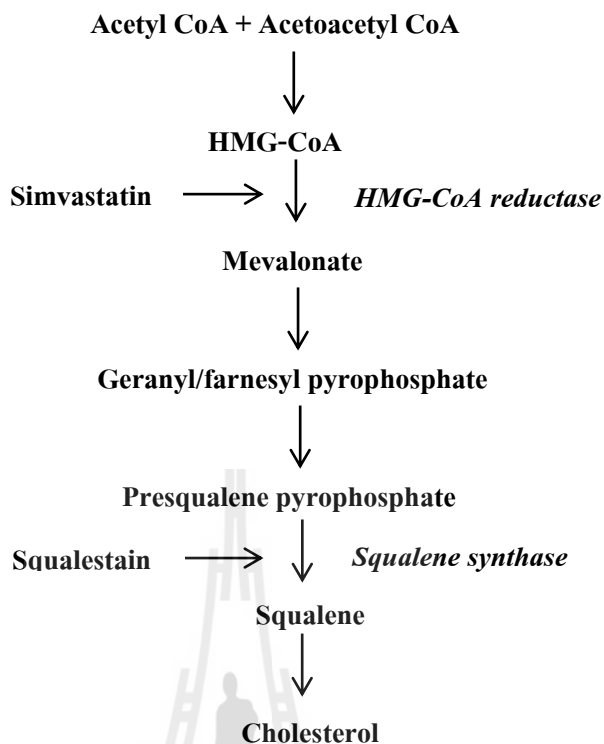 Acetyl CoA + Acetoacetyl CoA
HMG-CoA
Simvastatin
HMG-CoA reductase
Mevalonate
Geranyl/farnesyl pyrophosphate
Presqualene pyrophosphate
Squalestain
Squalene synthase
Squalene
Cholesterol